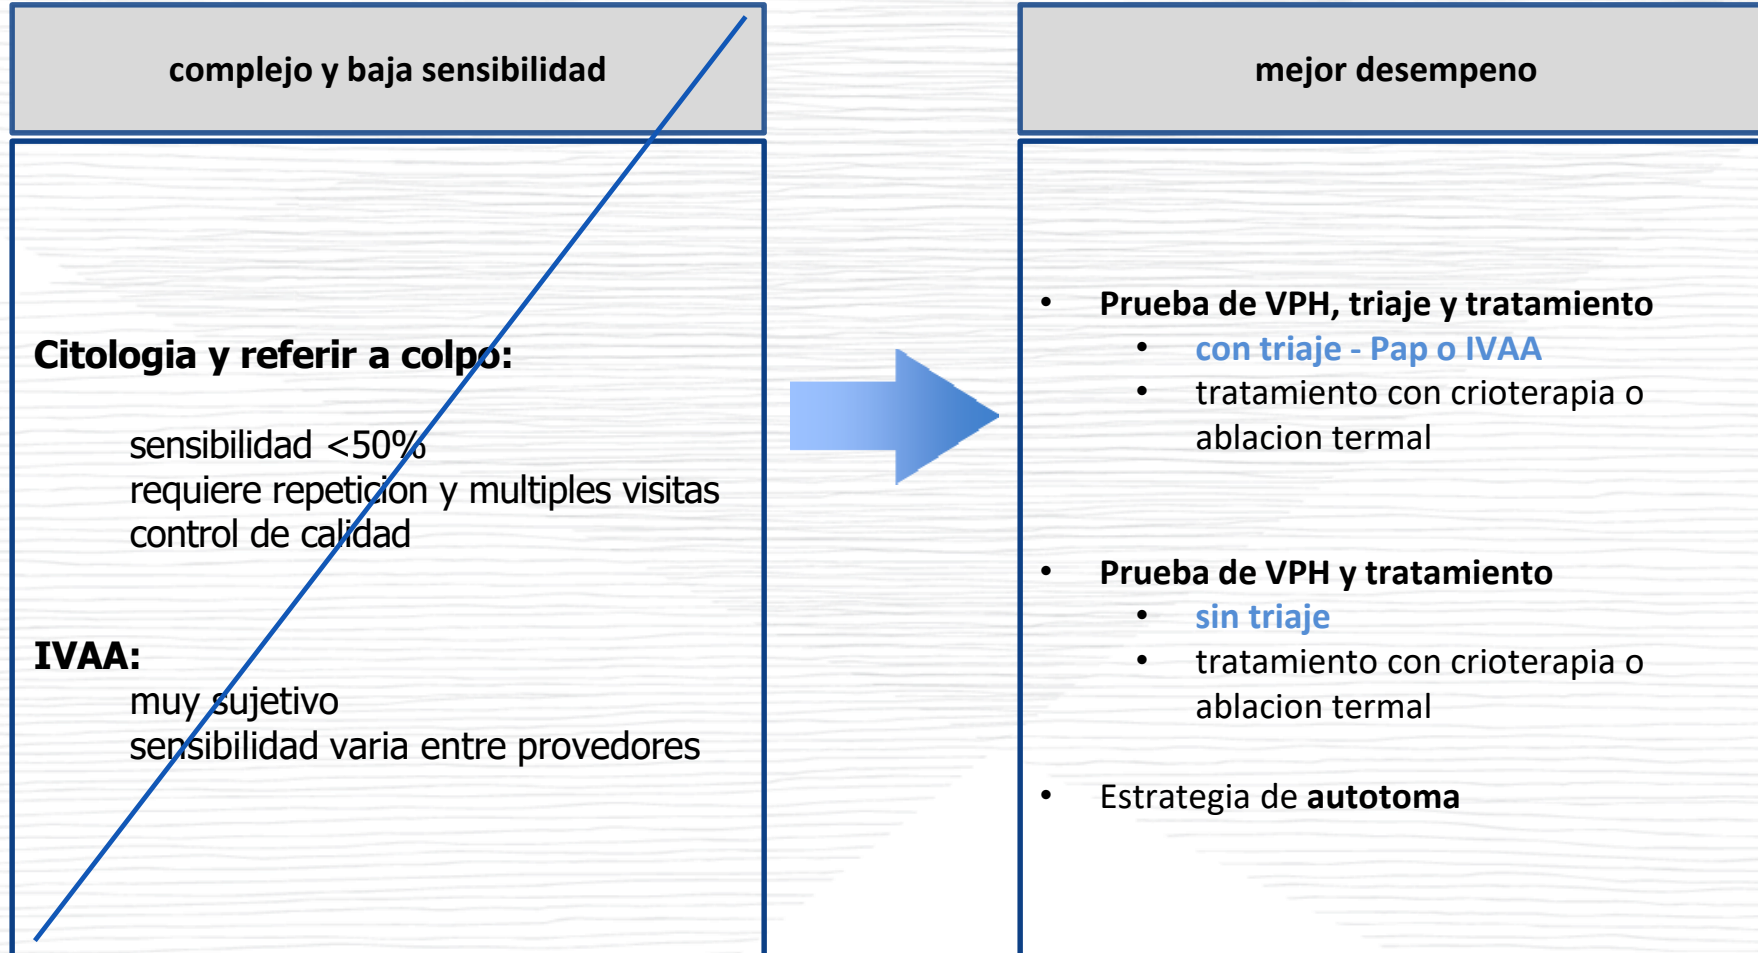 complejo y baja sensibilidad
Citologia y referir a colpo:
sensibilidad <50%
requiere repeticion y multiples visitas
control de calidad
IVAA:
muy sujetivo
sensibilidad varia entre provedores
mejor desempeno
• Prueba de VPH, triaje y tratamiento
• con triaje - Pap o IVAA
• tratamiento con crioterapia o
ablacion termal
• Prueba de VPH y tratamiento
• sin triaje
• tratamiento con crioterapia o
ablacion termal
• Estrategia de autotoma